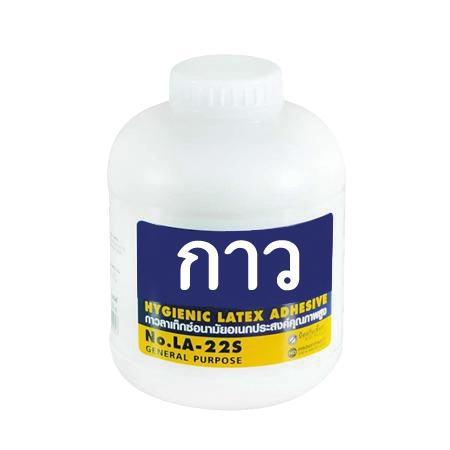 กาว
HYGIENIC LATEX ADHESIVE
กาวลาเท็กซ์อนามัยอเนกประสงค์คุณภาพสูง
No.LA-22S
GENERAL PURPOSE